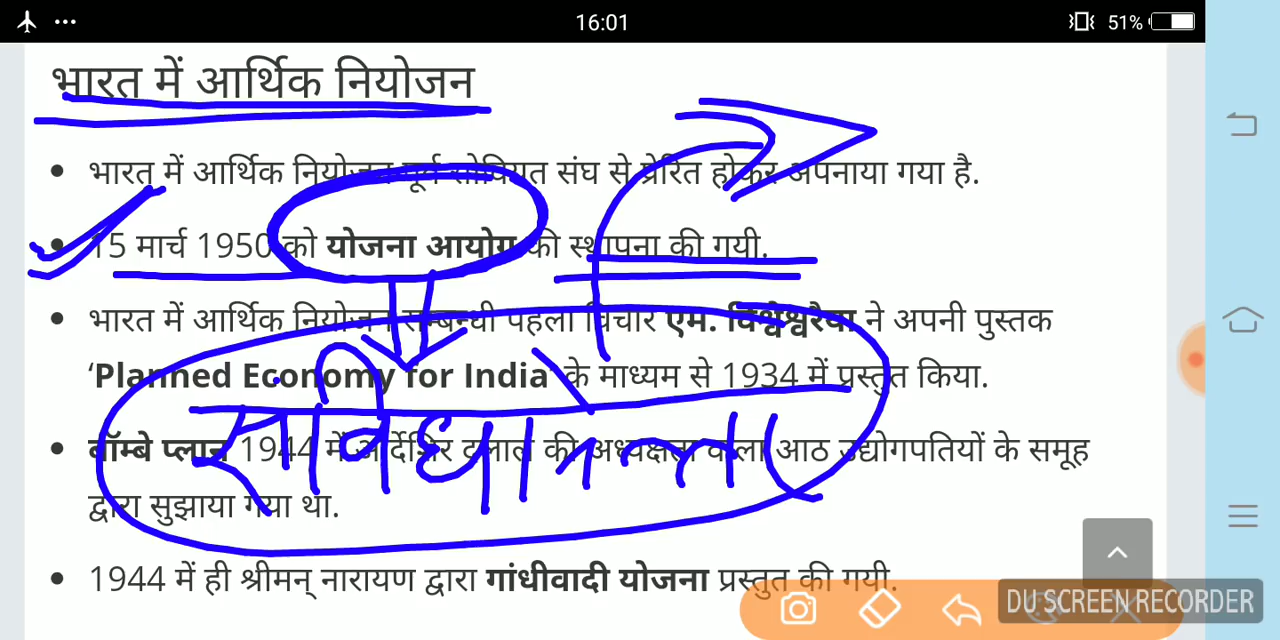 16:01
51%
भारत में आर्थिक नियोजन
भारत में आर्थिक नियोजन पूर्व सोवियत संघ से प्रेरित होकर अपनाया गया है.
15 मार्च 1950 को योजना आयोग की स्थापना की गयी.
भारत में आर्थिक नियोजन सम्बन्धी पहला विचार एम. विश्वेश्वरैया ने अपनी पुस्तक
‘Planned Economy for India’ के माध्यम से 1934 में प्रस्तुत किया.
बॉम्बे प्लान 1944 में अर्देशिर दलाल की अध्यक्षता वाला आठ उद्योगपतियों के समूह
द्वारा सुझाया गया था.
1944 में ही श्रीमन् नारायण द्वारा गांधीवादी योजना प्रस्तुत की गयी.
DU SCREEN RECORDER